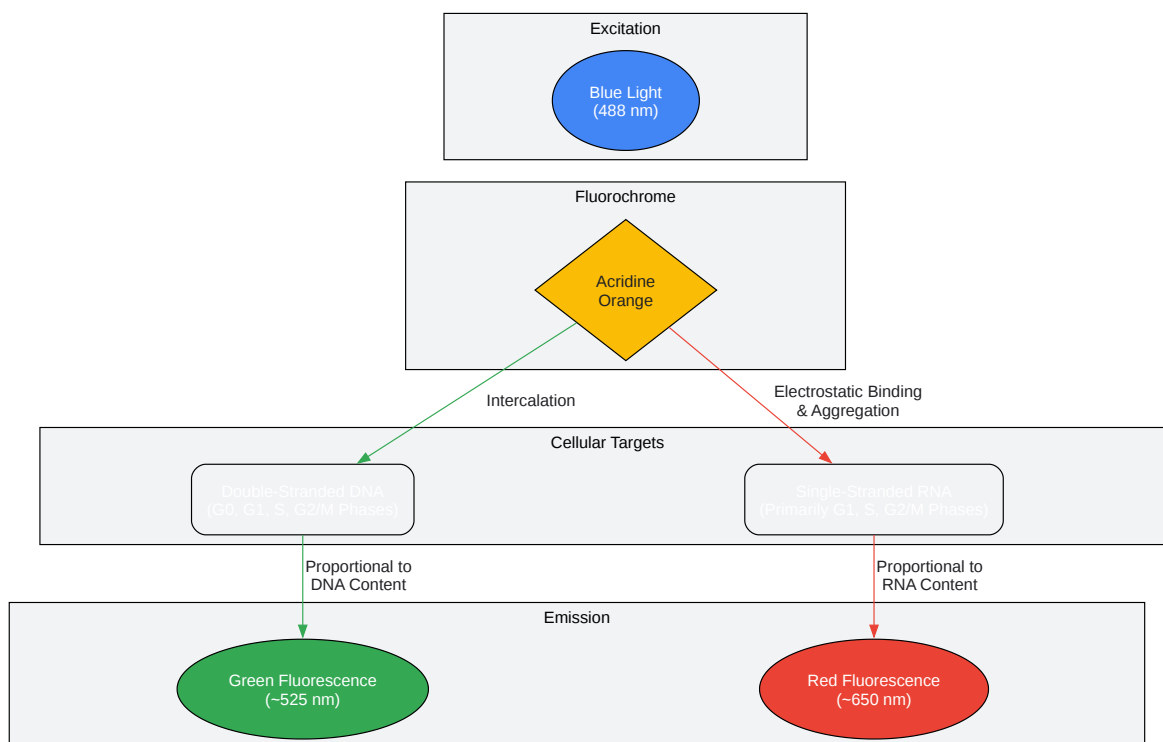 Excitation
Blue Light
(488 nm)
Fluorochrome
Acridine
Orange
Intercalation
Electrostatic Binding
& Aggregation
Cellular Targets
Double-Stranded DNA
(G0, G1, S, G2/M Phases)
Single-Stranded RNA
(Primarily G1, S, G2/M Phases)
Proportional to
DNA Content
Proportional to
RNA Content
Emission
Green Fluorescence
(~525 nm)
Red Fluorescence
(~650 nm)